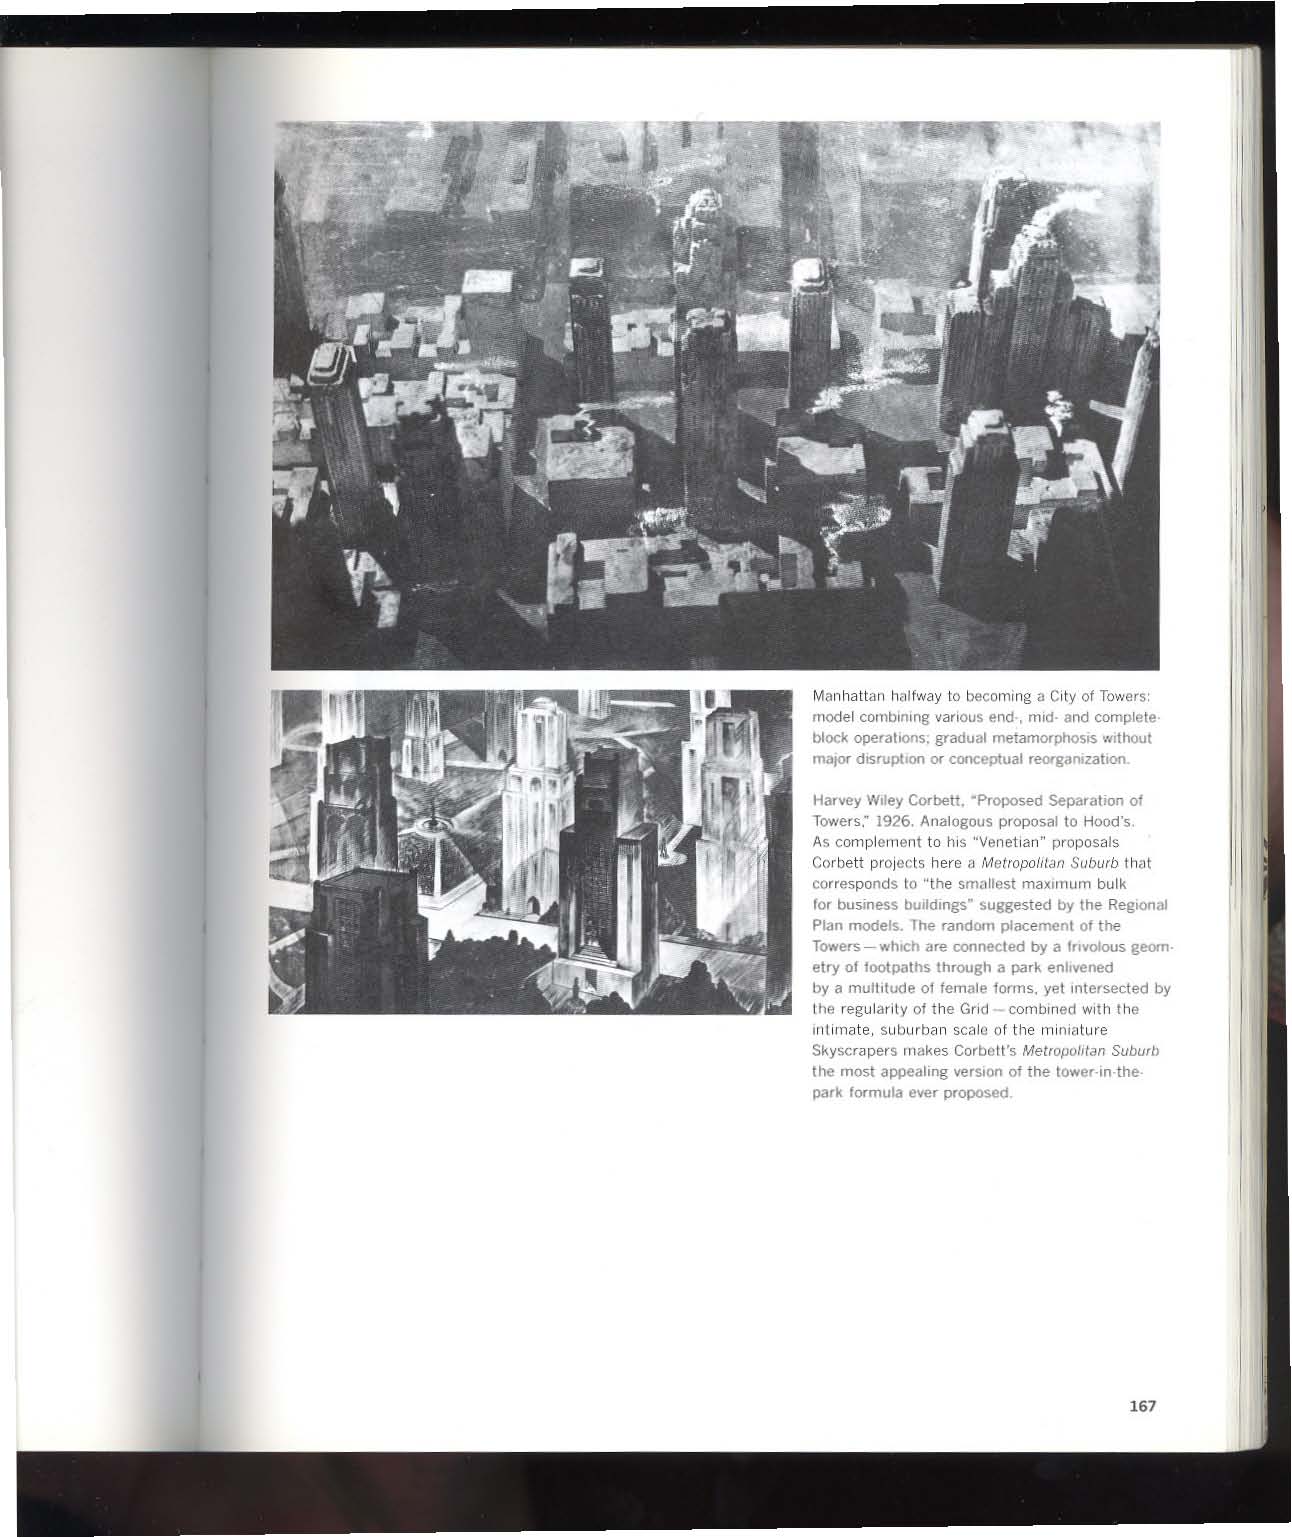 Manhattan halfway to becoming a City of Towers:
model combining various end-, mid- and complete-
block operations; gradual metamorphosis without
major disruption or conceptual reorganization.
Harvey Wiley Corbett, “Proposed Separation of
Towers,” 1926. Analogous proposal to Hood’s.
As complement to his “Venetian” proposals
Corbett projects here a Metropolitan Suburb that
corresponds to “the smallest maximum bulk
for business buildings” suggested by the Regional
Plan models. The random placement of the
Towers — which are connected by a frivolous geom-
etry of footpaths through a park enlivened
by a multitude of female forms, yet intersected by
the regularity of the Grid — combined with the
intimate, suburban scale of the miniature
Skyscrapers makes Corbett’s Metropolitan Suburb
the most appealing version of the tower-in-the-
park formula ever proposed.
167